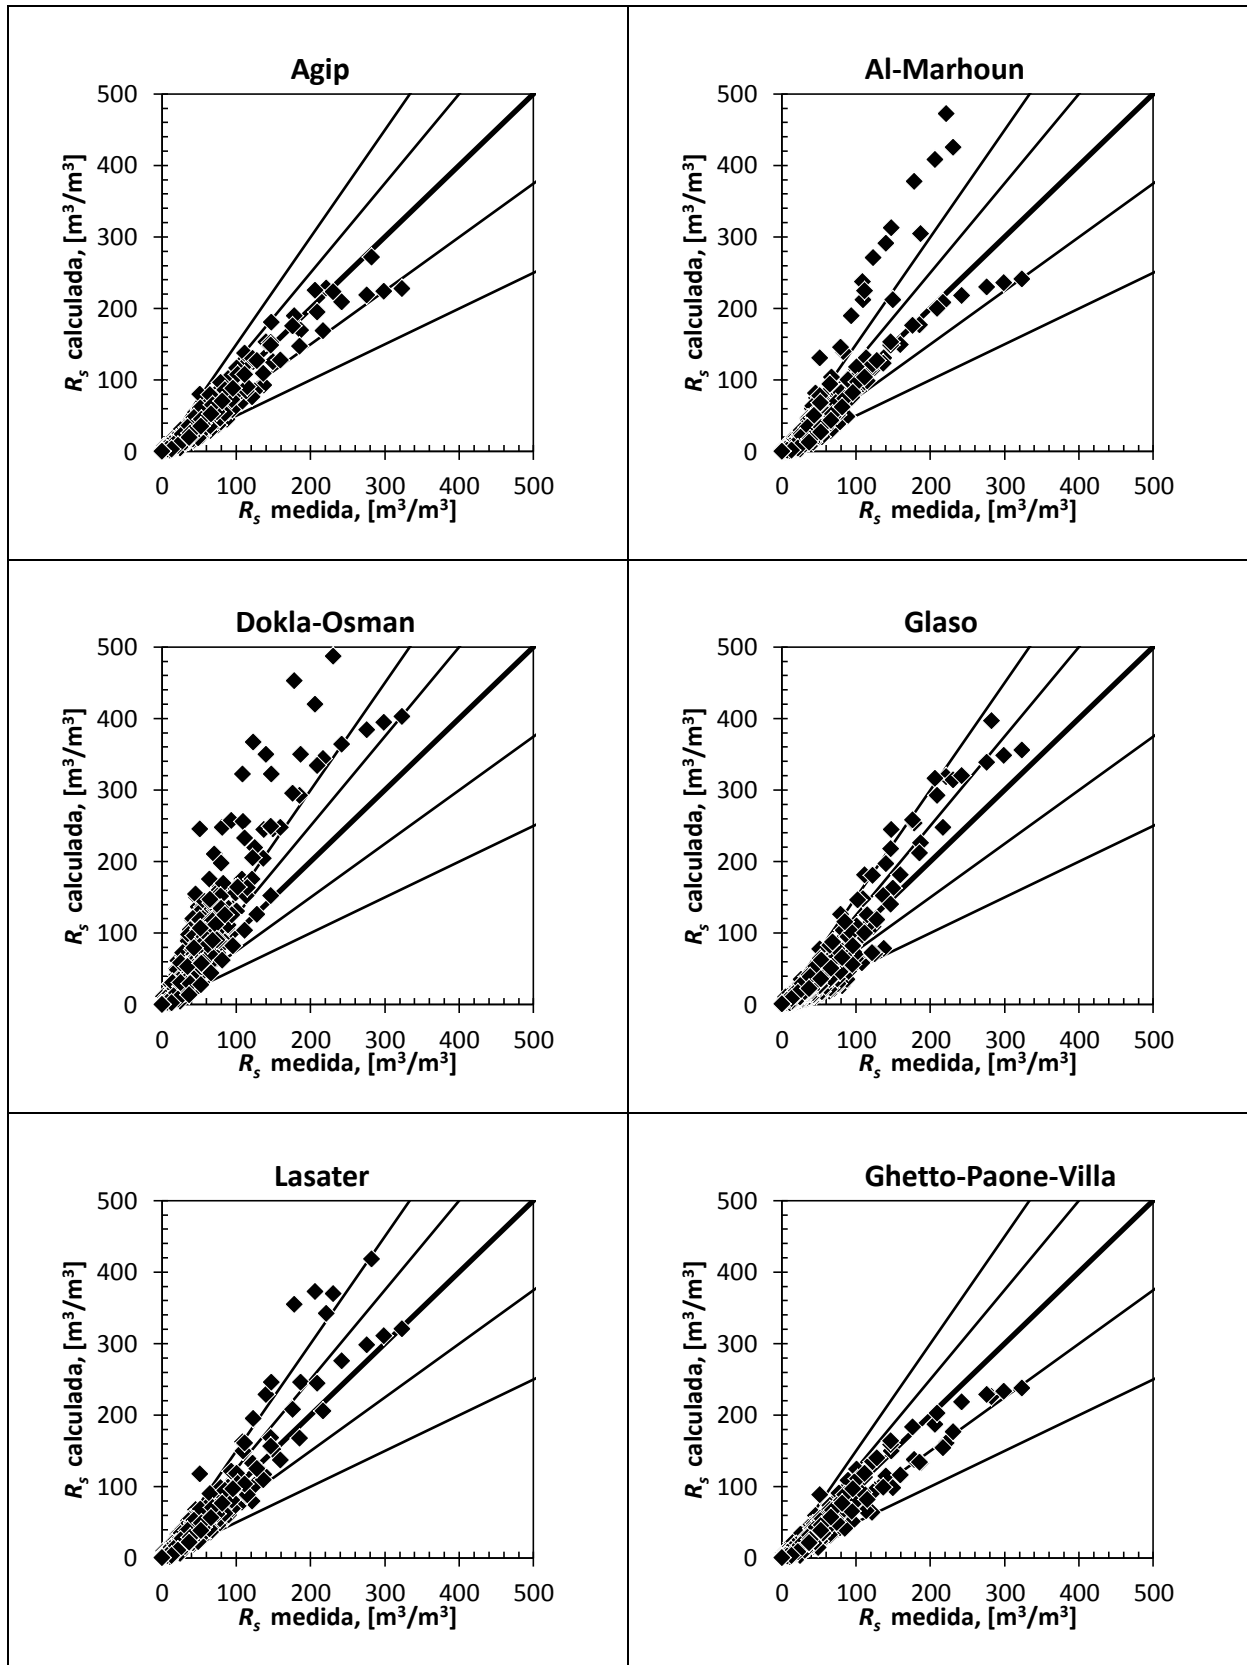 Agip
500
400
300
200
100
0
R_s calculada, [m³/m³]
0 100 200 300 400 500
R_s medida, [m³/m³]
Al-Marhoun
500
400
300
200
100
0
R_s calculada, [m³/m³]
0 100 200 300 400 500
R_s medida, [m³/m³]
Dokla-Osman
500
400
300
200
100
0
R_s calculada, [m³/m³]
0 100 200 300 400 500
R_s medida, [m³/m³]
Glaso
500
400
300
200
100
0
R_s calculada, [m³/m³]
0 100 200 300 400 500
R_s medida, [m³/m³]
Lasater
500
400
300
200
100
0
R_s calculada, [m³/m³]
0 100 200 300 400 500
R_s medida, [m³/m³]
Ghetto-Paone-Villa
500
400
300
200
100
0
R_s calculada, [m³/m³]
0 100 200 300 400 500
R_s medida, [m³/m³]